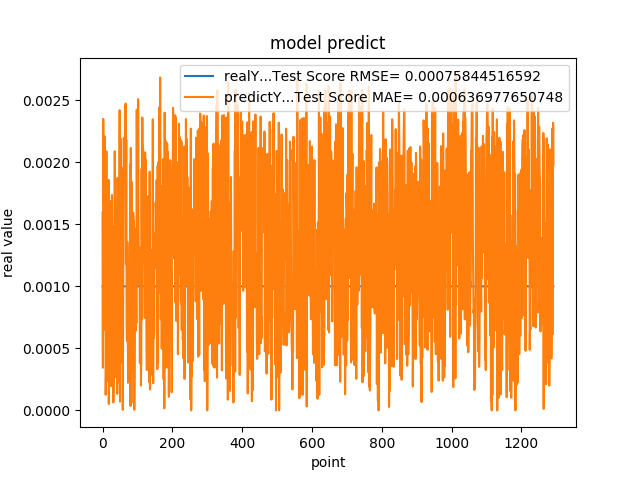 model predict
realY...Test Score RMSE= 0.00075844516592
predictY...Test Score MAE= 0.000636977650748
real value
0.0025
0.0020
0.0015
0.0010
0.0005
0.0000
0 200 400 600 800 1000 1200
point